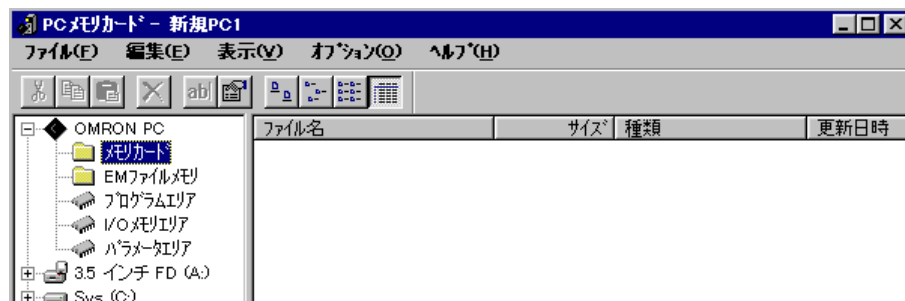 PCﾒﾓﾘｶｰﾄﾞ - 新規PC1
ﾌｧｲﾙ(F) 編集(E) 表示(V) ｵﾌﾟｼｮﾝ(O) ﾍﾙﾌﾟ(H)
ab
OMRON PC
ﾒﾓﾘｶｰﾄﾞ
EMﾌｧｲﾙﾒﾓﾘ
ﾌﾟﾛｸﾞﾗﾑｴﾘｱ
I/Oﾒﾓﾘｴﾘｱ
ﾊﾟﾗﾒｰﾀｴﾘｱ
3.5 インチ FD (A:)
Sys (C:)
ﾌｧｲﾙ名 ｻｲｽﾞ 種類 更新日時